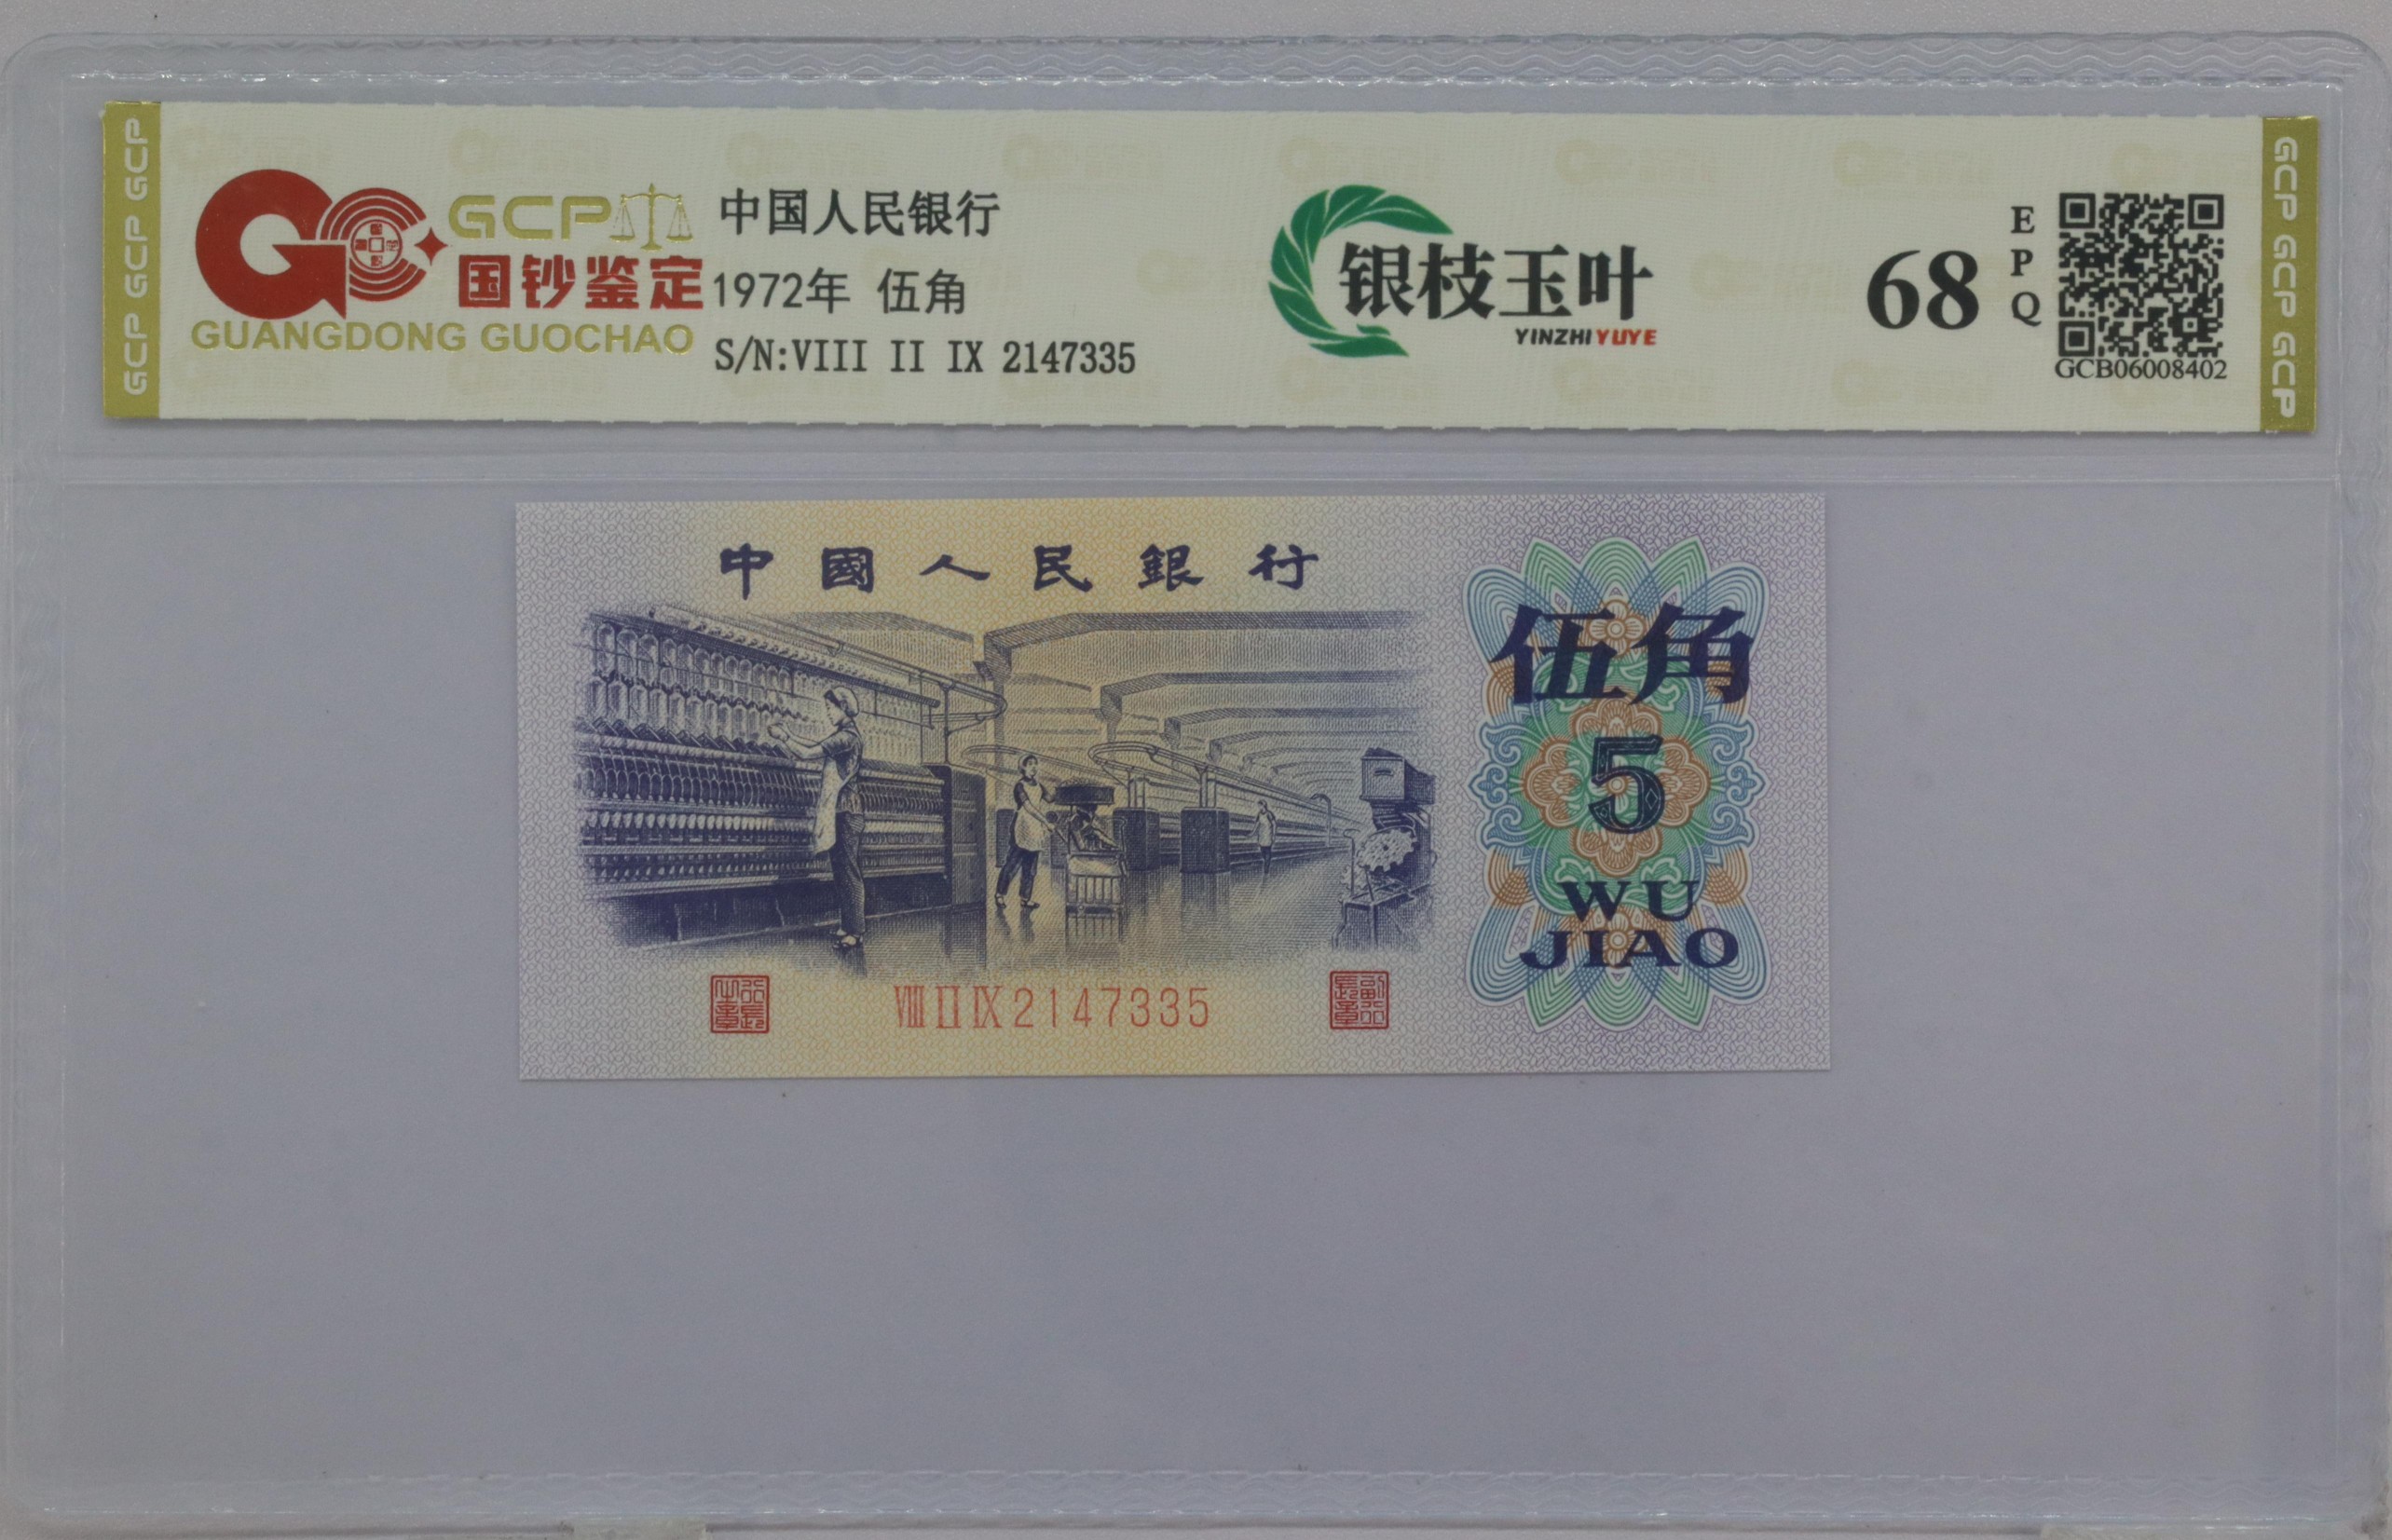 GCP GCP GCP
GCP
国钞鉴定
GUANGDONG GUOCHAO
中国人民银行
1972年 伍角
S/N:VIII II IX 2147335
银枝玉叶
YINZHI YUYE
68
EPQ
GCB06008402
GCP GCP GCP
中國人民銀行
伍角
5
WU
JIAO
VIII II IX 2147335